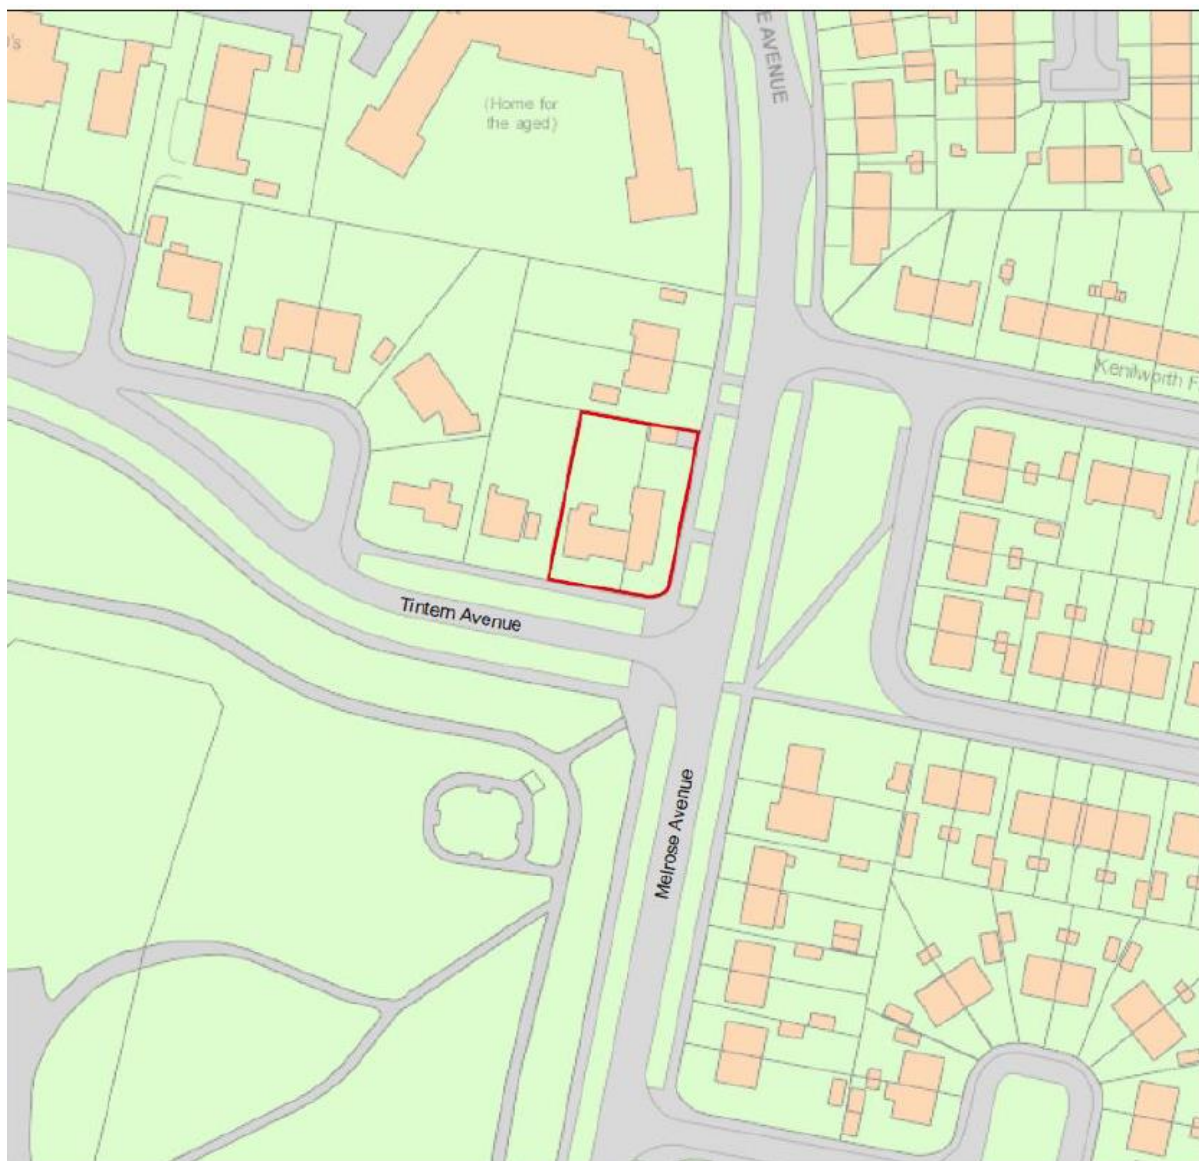 's
E AVENUE
(Home for
the aged)
Kenilworth F
Tintern Avenue
Melrose Avenue